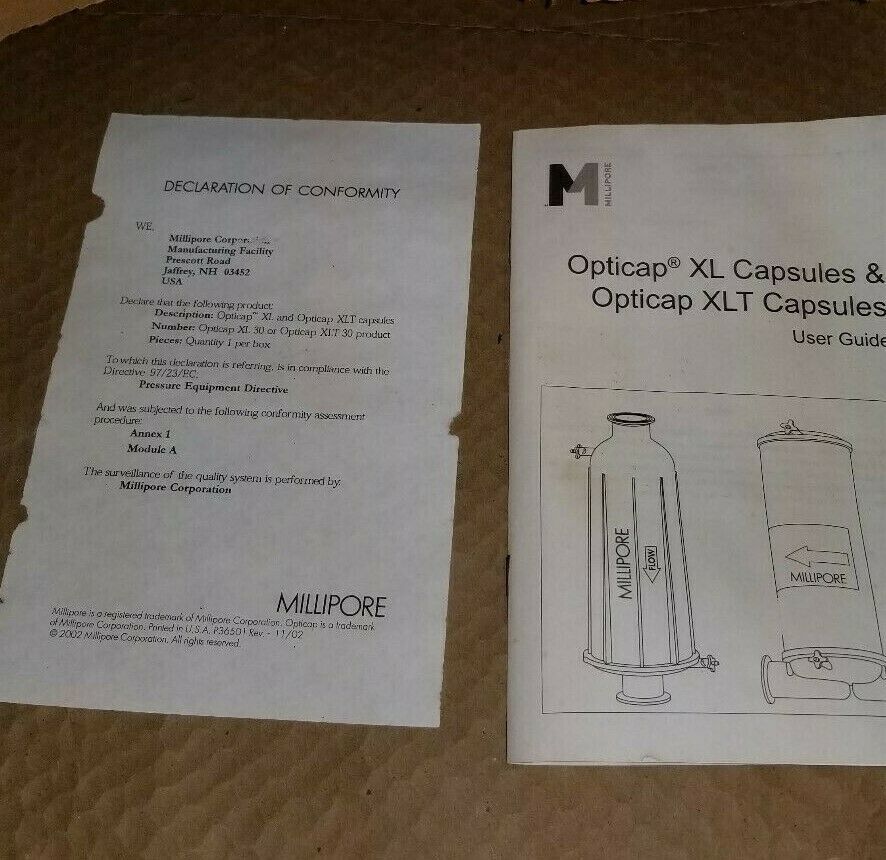 DECLARATION OF CONFORMITY
WE,
Millipore
Manufacturing Facility
Prescott Road
Jaffrey, NH 03452
USA
Declare that the following product:
Description: Opticap™ XL and Opticap XLT capsules
Number: Opticap XL 30 or Opticap XLT 30 product
Pieces: Quantity 1 per box
To which this declaration is referring, is in compliance with the
Directive 97/23/EC:
Pressure Equipment Directive
And was subjected to the following conformity assessment
procedure:
Annex 1
Module A
The surveillance of the quality system is performed by:
Millipore Corporation
MILLIPORE
Millipore is a registered trademark of Millipore Corporation. Opticap is a trademark
of Millipore Corporation. Printed in U.S.A. P36501 Rev. - 11/02
© 2002 Millipore Corporation. All rights reserved.
M
MILLIPORE
Opticap® XL Capsules &
Opticap XLT Capsules
User Guide
MILLIPORE
FLOW
MILLIPORE